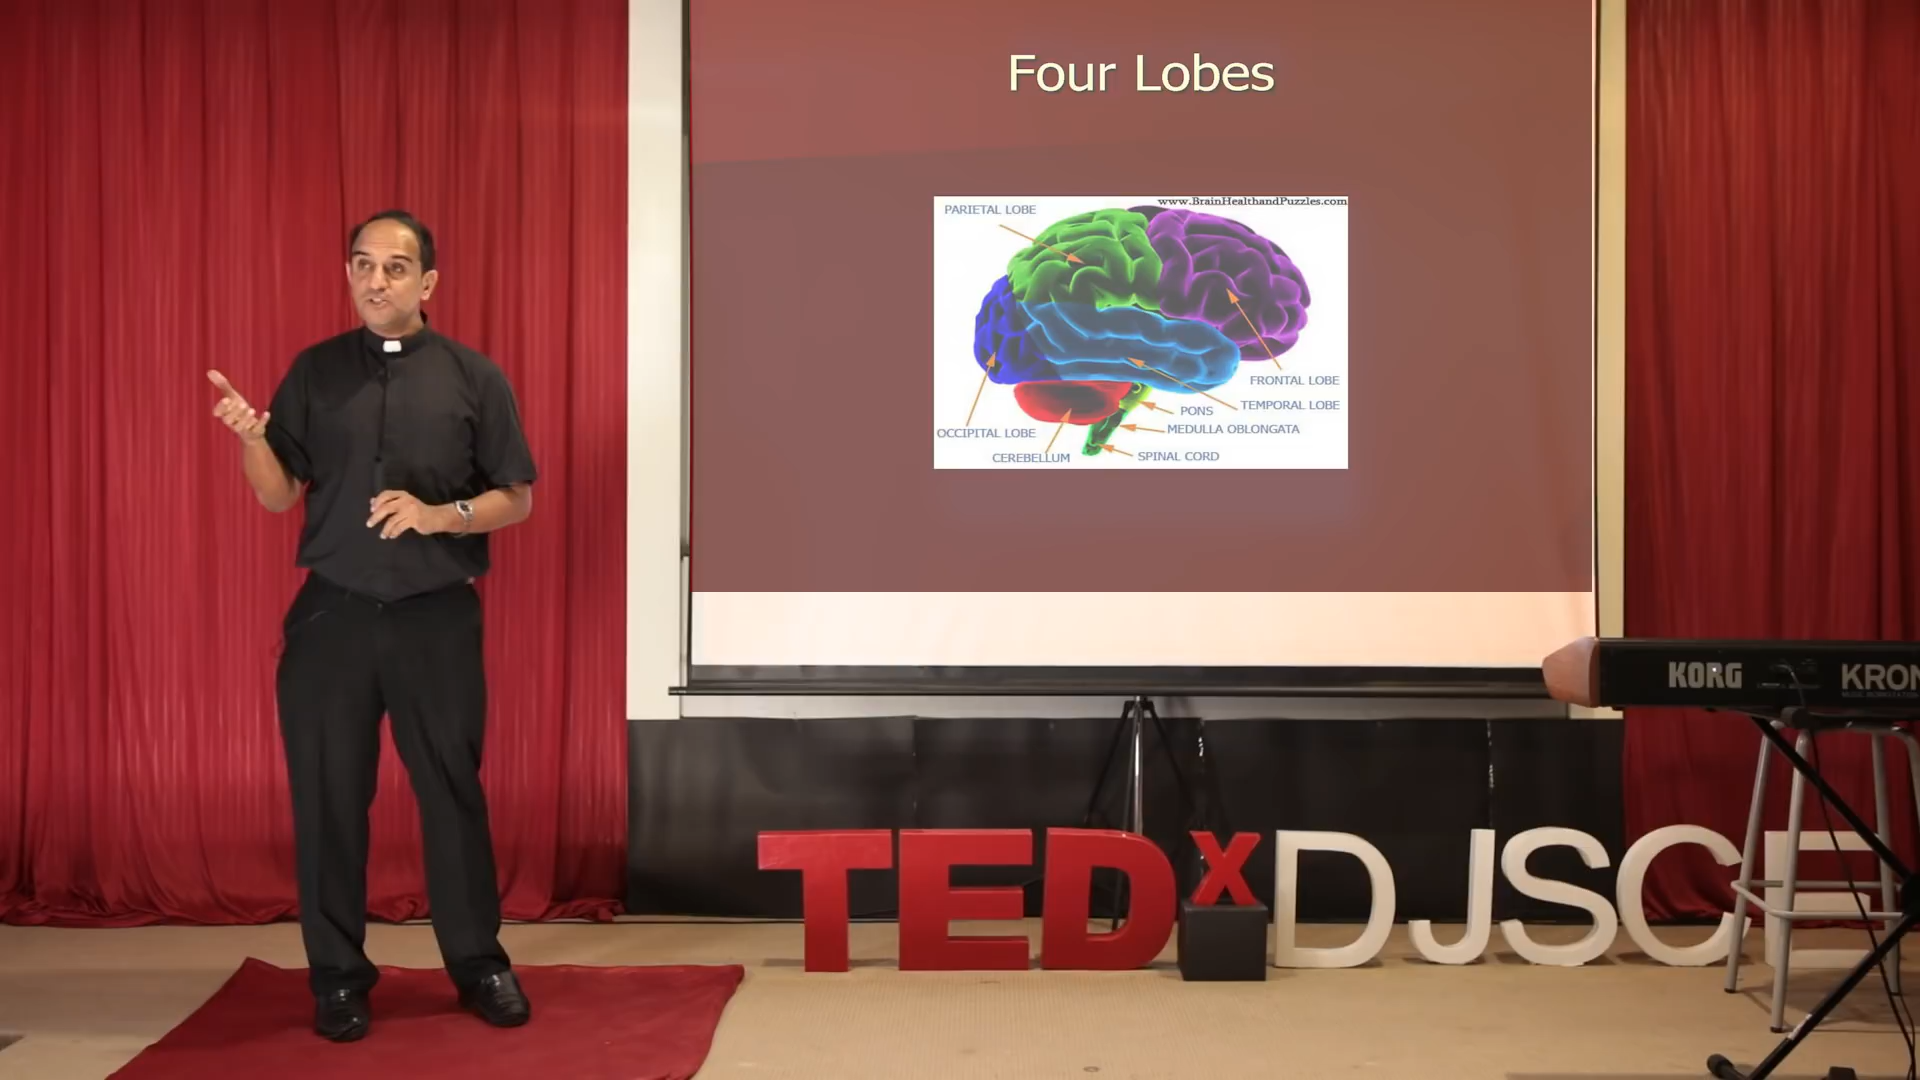 Four Lobes
www.BrainHealthandPuzzles.com
PARIETAL LOBE
FRONTAL LOBE
TEMPORAL LOBE
PONS
MEDULLA OBLONGATA
OCCIPITAL LOBE
SPINAL CORD
CEREBELLUM
KORG
KRON
TEDxDJSCE